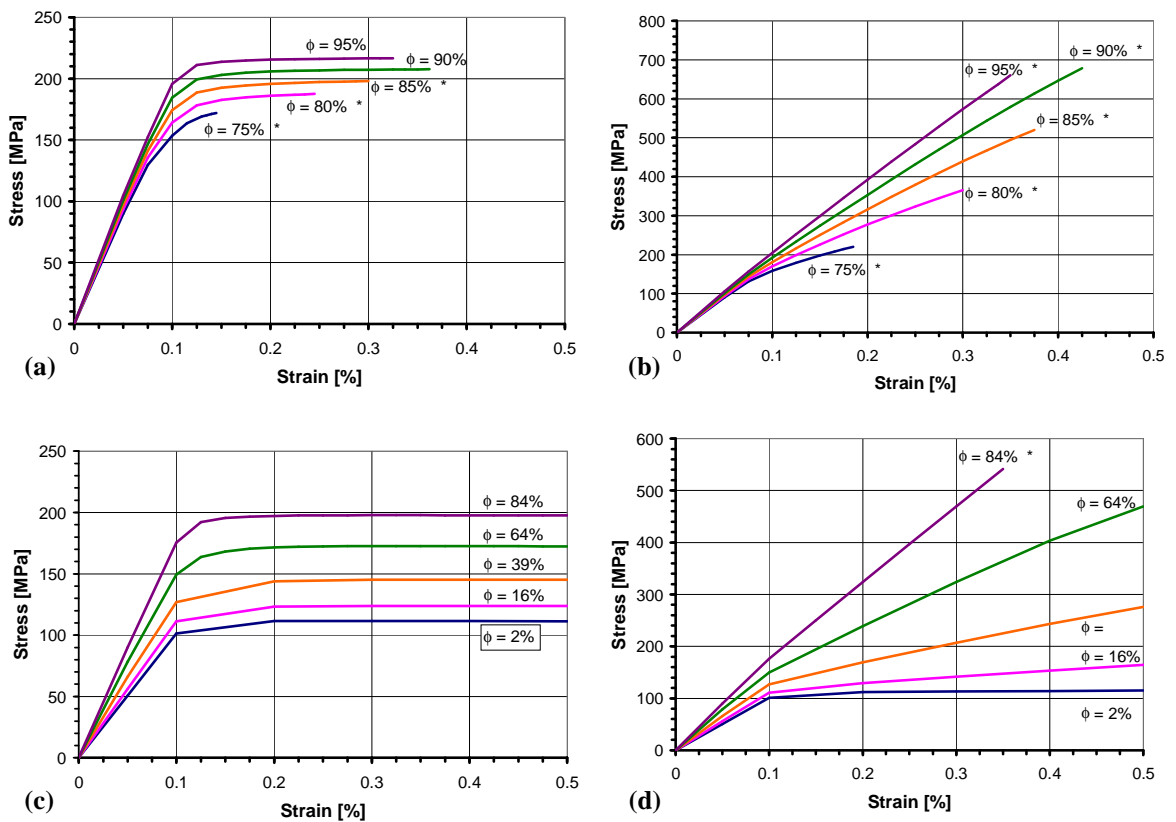 250
200
150
100
50
0
Stress [MPa]
0
0.1
0.2
0.3
0.4
0.5
Strain [%]
(a)
ϕ = 95%
ϕ = 90%
ϕ = 85% *
ϕ = 80% *
ϕ = 75% *
800
700
600
500
400
300
200
100
0
Stress [MPa]
0
0.1
0.2
0.3
0.4
0.5
Strain [%]
(b)
ϕ = 90% *
ϕ = 95% *
ϕ = 85% *
ϕ = 80% *
ϕ = 75% *
250
200
150
100
50
0
Stress [MPa]
0
0.1
0.2
0.3
0.4
0.5
Strain [%]
(c)
ϕ = 84%
ϕ = 64%
ϕ = 39%
ϕ = 16%
ϕ = 2%
600
500
400
300
200
100
0
Stress [MPa]
0
0.1
0.2
0.3
0.4
0.5
Strain [%]
(d)
ϕ = 84% *
ϕ = 64%
ϕ =
ϕ = 16%
ϕ = 2%